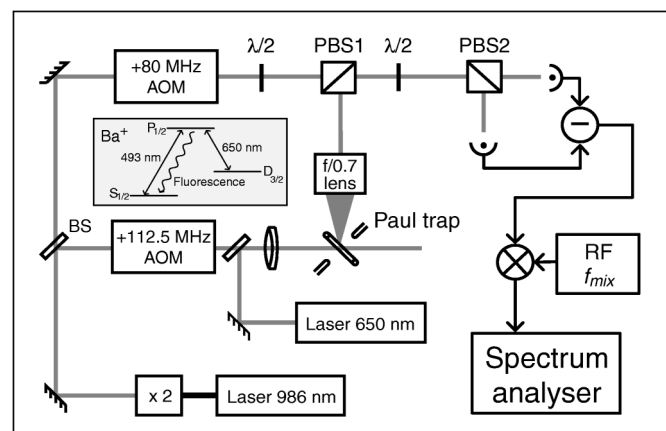 λ/2
PBS1
λ/2
PBS2
+80 MHz
AOM
Ba⁺
P1/2
493 nm
650 nm
D3/2
Fluorescence
S1/2
f/0.7
lens
−
Paul trap
BS
+112.5 MHz
AOM
RF
fmix
Laser 650 nm
Spectrum
analyser
x 2
Laser 986 nm